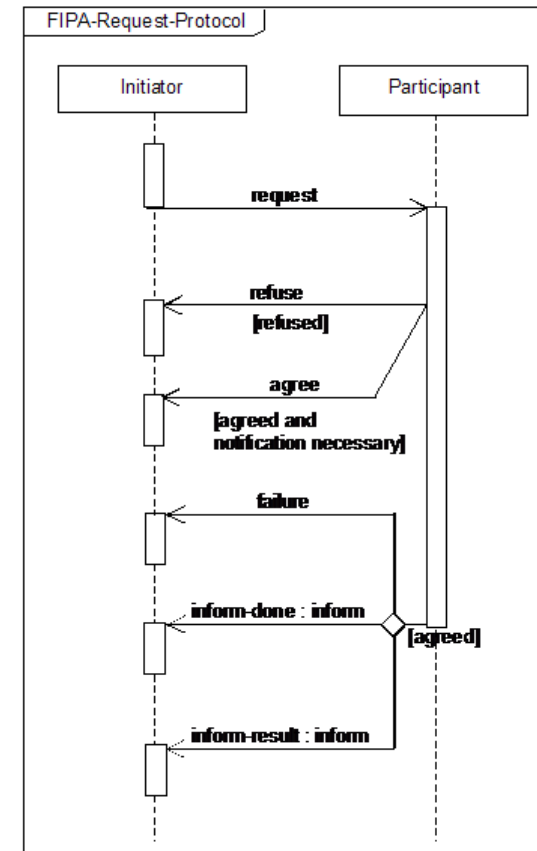 FIPA-Request-Protocol
Initiator
Participant
request
refuse
[refused]
agree
[agreed and
notification necessary]
failure
inform-done : inform
[agreed]
inform-result : inform